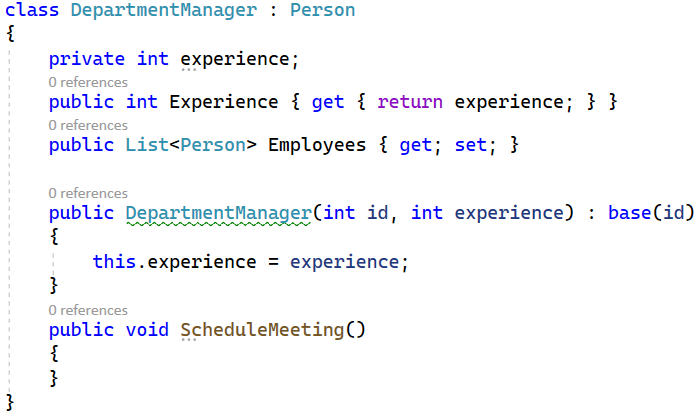 class DepartmentManager : Person
{
private int experience;
0 references
public int Experience { get { return experience; } }
0 references
public List<Person> Employees { get; set; }
0 references
public DepartmentManager(int id, int experience) : base(id)
{
this.experience = experience;
}
0 references
public void ScheduleMeeting()
{
}
}